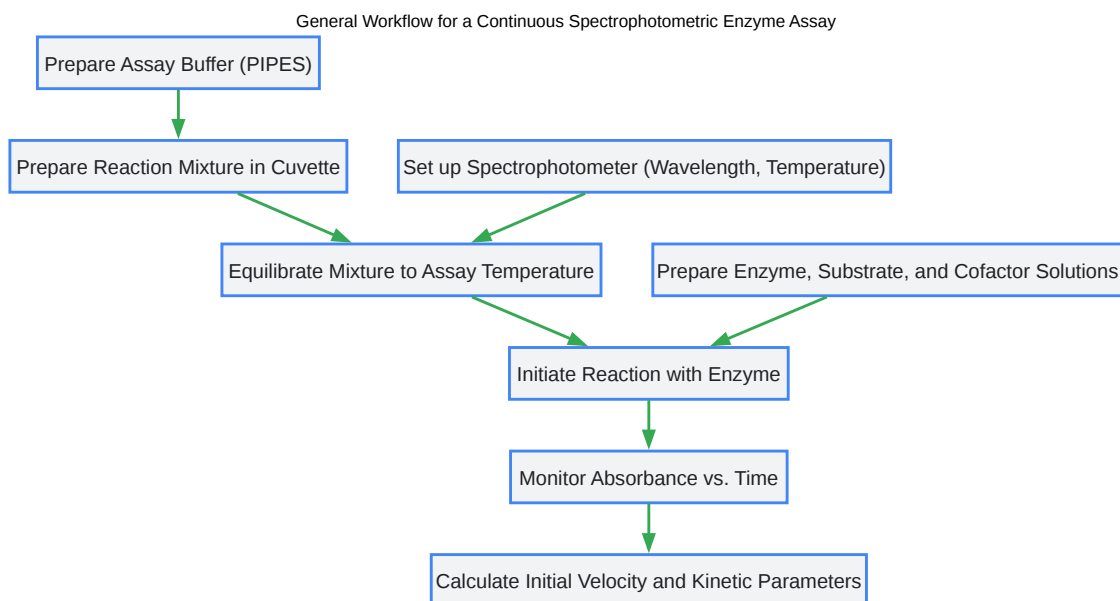 General Workflow for a Continuous Spectrophotometric Enzyme Assay
Prepare Assay Buffer (PIPES)
Prepare Reaction Mixture in Cuvette
Set up Spectrophotometer (Wavelength, Temperature)
Equilibrate Mixture to Assay Temperature
Prepare Enzyme, Substrate, and Cofactor Solutions
Initiate Reaction with Enzyme
Monitor Absorbance vs. Time
Calculate Initial Velocity and Kinetic Parameters